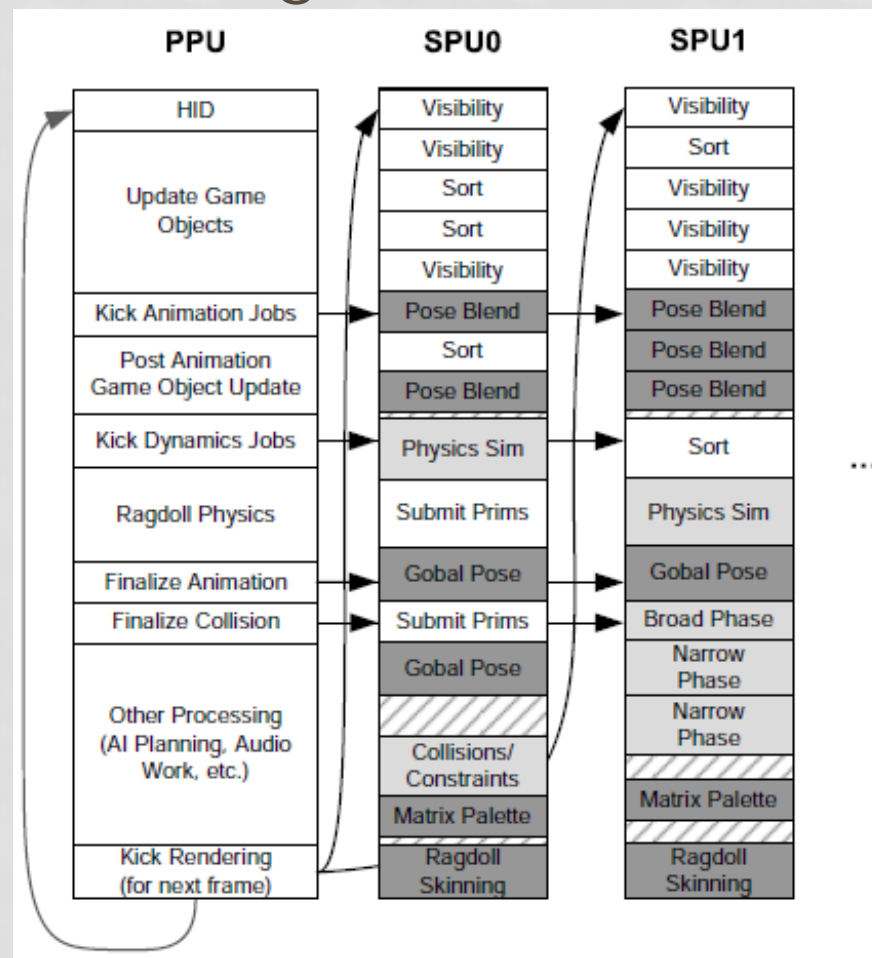 PPU
SPU0
SPU1
HID
Update Game
Objects
Kick Animation Jobs
Post Animation
Game Object Update
Kick Dynamics Jobs
Ragdoll Physics
Finalize Animation
Finalize Collision
Other Processing
(AI Planning, Audio
Work, etc.)
Kick Rendering
(for next frame)
Visibility
Visibility
Sort
Sort
Visibility
Pose Blend
Sort
Pose Blend
Physics Sim
Submit Prims
Gobal Pose
Submit Prims
Gobal Pose
Collisions/
Constraints
Matrix Palette
Ragdoll
Skinning
Visibility
Sort
Visibility
Visibility
Visibility
Pose Blend
Pose Blend
Pose Blend
Sort
Physics Sim
Gobal Pose
Broad Phase
Narrow
Phase
Narrow
Phase
Matrix Palette
Ragdoll
Skinning
...